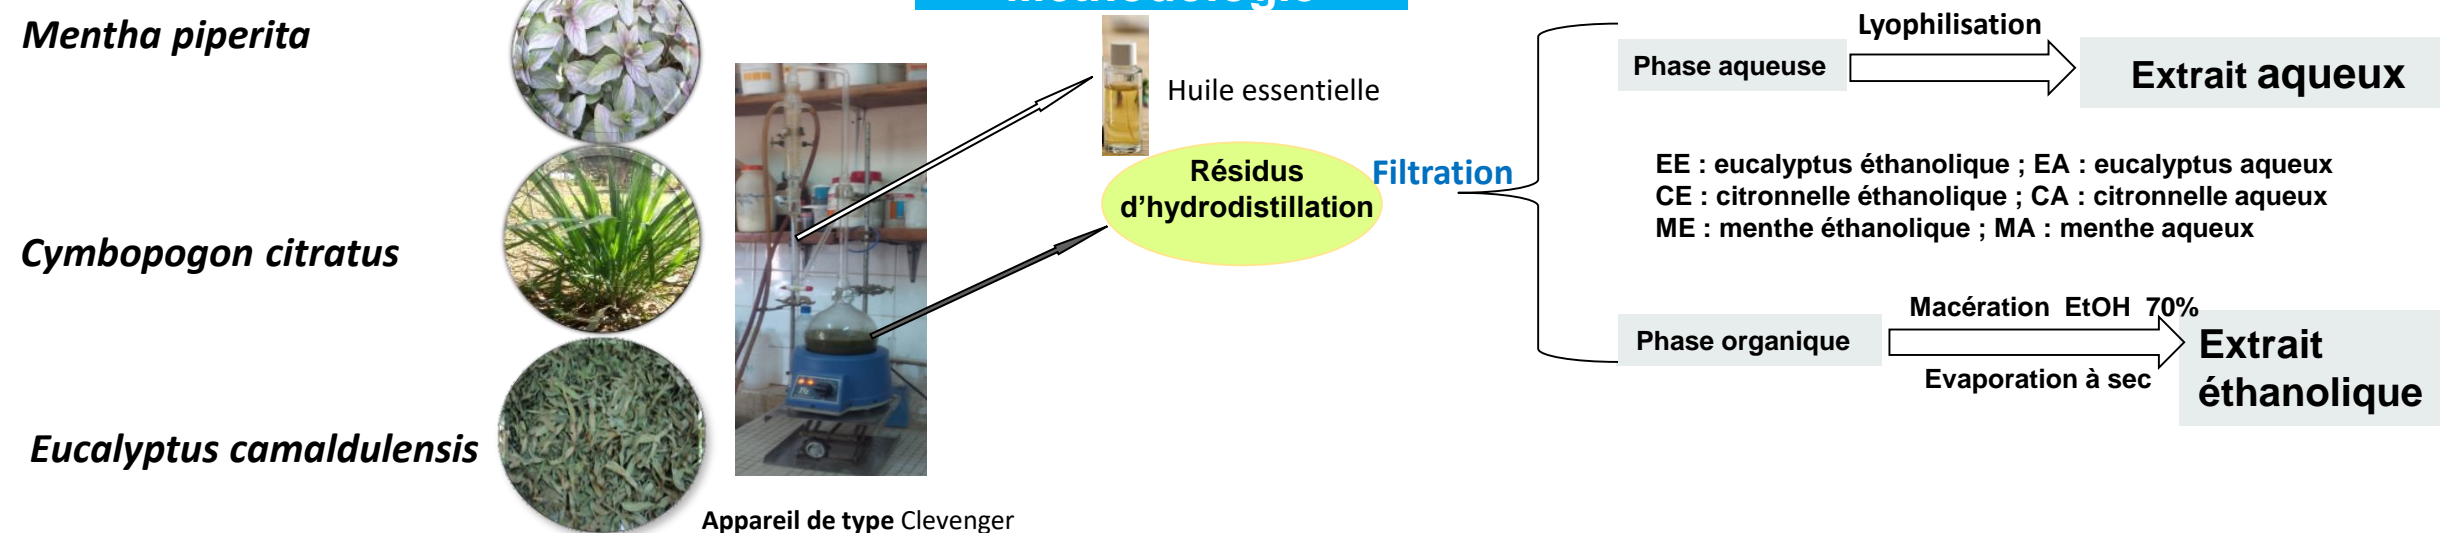 Méthodologie
Mentha piperita
Cymbopogon citratus
Eucalyptus camaldulensis
Appareil de type Clevenger
Huile essentielle
Résidus
d’hydrodistillation
Filtration
Phase aqueuse
Lyophilisation
Extrait aqueux
EE : eucalyptus éthanolique ; EA : eucalyptus aqueux
CE : citronnelle éthanolique ; CA : citronnelle aqueux
ME : menthe éthanolique ; MA : menthe aqueux
Phase organique
Macération EtOH 70%
Evaporation à sec
Extrait
éthanolique